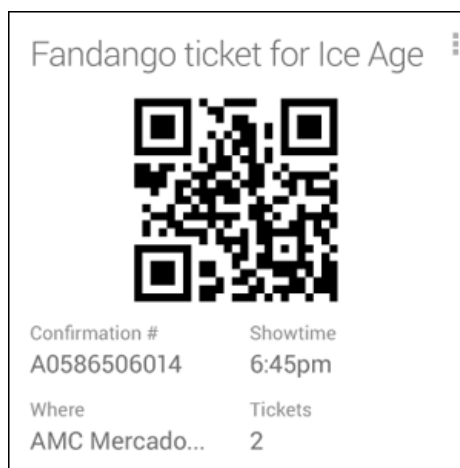 Fandango ticket for Ice Age
Confirmation # Showtime
A0586506014 6:45pm
Where Tickets
AMC Mercado... 2